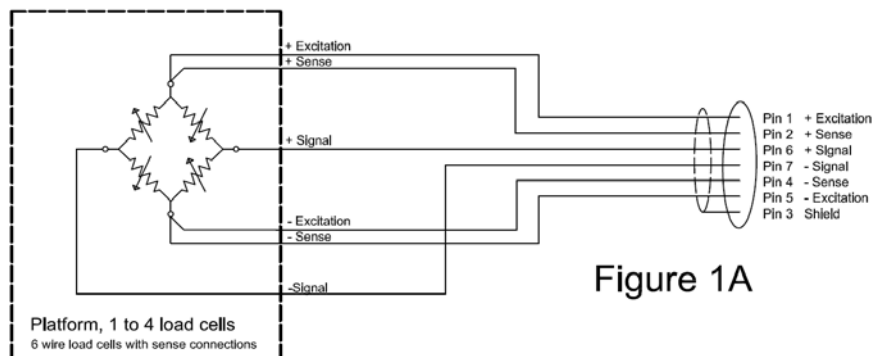 + Excitation
+ Sense
+ Signal
- Excitation
- Sense
-Signal
Pin 1 + Excitation
Pin 2 + Sense
Pin 6 + Signal
Pin 7 - Signal
Pin 4 - Sense
Pin 5 - Excitation
Pin 3 Shield
Figure 1A
Platform, 1 to 4 load cells
6 wire load cells with sense connections